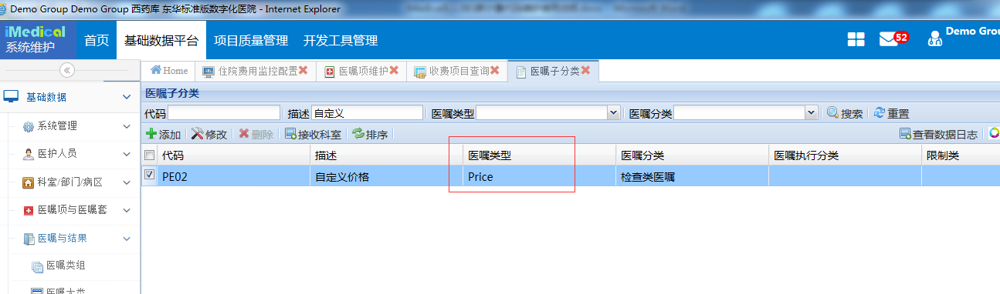 Demo Group Demo Group 西药库 东华标准版数字化医院 - Internet Explorer
iMedical
系统维护
首页
基础数据平台
项目质量管理
开发工具管理
52
Demo Grou
Home
住院费用监控配置
医嘱项维护
收费项目查询
医嘱子分类
基础数据
系统管理
医护人员
科室/部门/病区
医嘱项与医嘱套
医嘱与结果
医嘱类组
医嘱大类
医嘱子分类
代码
描述 自定义
医嘱类型
医嘱分类
搜索
重置
添加
修改
删除
接收科室
排序
查看数据日志
代码 描述 医嘱类型 医嘱分类 医嘱执行分类 限制类
PE02 自定义价格 Price 检查类医嘱